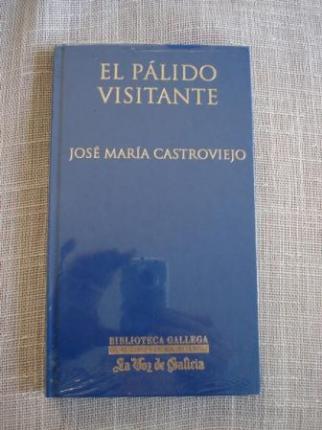 EL PÁLIDO
VISITANTE
JOSÉ MARÍA CASTROVIEJO
BIBLIOTECA GALLEGA
La Voz de Galicia